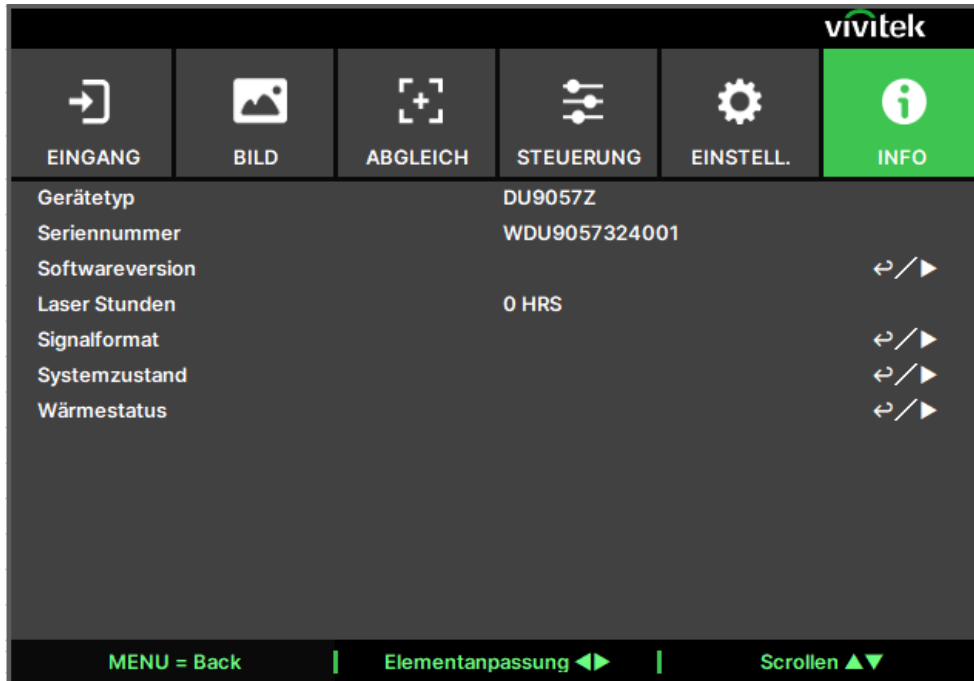 vivitek
EINGANG BILD ABGLEICH STEUERUNG EINSTELL. INFO
Gerätetyp DU9057Z
Seriennummer WDU9057324001
Softwareversion ↩/▶
Laser Stunden 0 HRS
Signalformat ↩/▶
Systemzustand ↩/▶
Wärmestatus ↩/▶
MENU = Back | Elementanpassung ◀▶ | Scrollen ▲▼